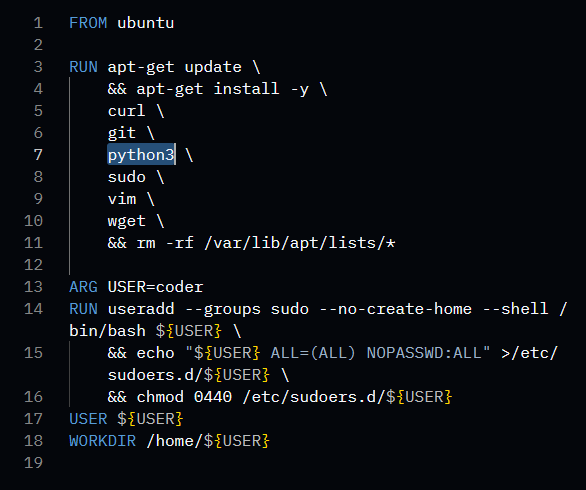 1 FROM ubuntu
2
3 RUN apt-get update \
4 && apt-get install -y \
5 curl \
6 git \
7 python3 \
8 sudo \
9 vim \
10 wget \
11 && rm -rf /var/lib/apt/lists/*
12
13 ARG USER=coder
14 RUN useradd --groups sudo --no-create-home --shell /
bin/bash ${USER} \
15 && echo "${USER} ALL=(ALL) NOPASSWD:ALL" >/etc/
sudoers.d/${USER} \
16 && chmod 0440 /etc/sudoers.d/${USER}
17 USER ${USER}
18 WORKDIR /home/${USER}
19